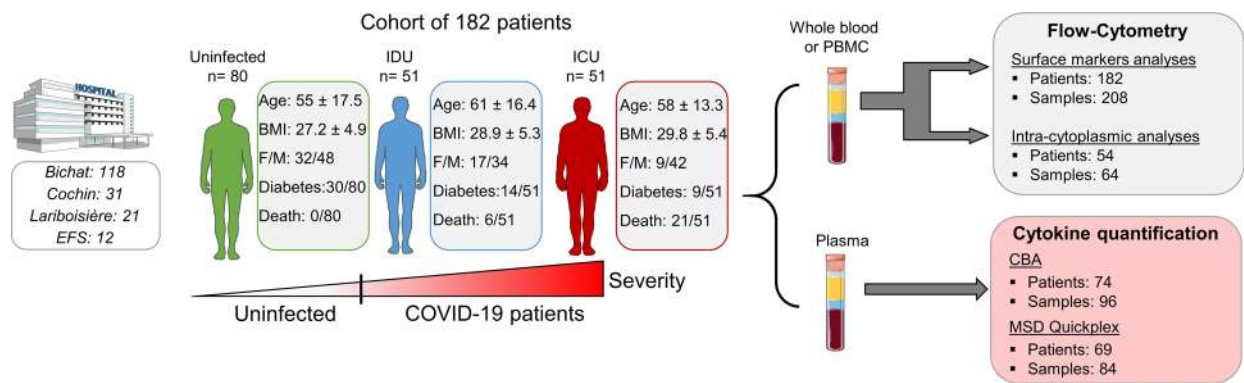 Cohort of 182 patients
HOSPITAL
Bichat: 118
Cochin: 31
Lariboisière: 21
EFS: 12
Uninfected
n= 80
Age: 55 ± 17.5
BMI: 27.2 ± 4.9
F/M: 32/48
Diabetes:30/80
Death: 0/80
IDU
n= 51
Age: 61 ± 16.4
BMI: 28.9 ± 5.3
F/M: 17/34
Diabetes:14/51
Death: 6/51
ICU
n= 51
Age: 58 ± 13.3
BMI: 29.8 ± 5.4
F/M: 9/42
Diabetes: 9/51
Death: 21/51
Severity
Uninfected
COVID-19 patients
Whole blood
or PBMC
Plasma
Flow-Cytometry
Surface markers analyses
▪ Patients: 182
▪ Samples: 208
Intra-cytoplasmic analyses
▪ Patients: 54
▪ Samples: 64
Cytokine quantification
CBA
▪ Patients: 74
▪ Samples: 96
MSD Quickplex
▪ Patients: 69
▪ Samples: 84